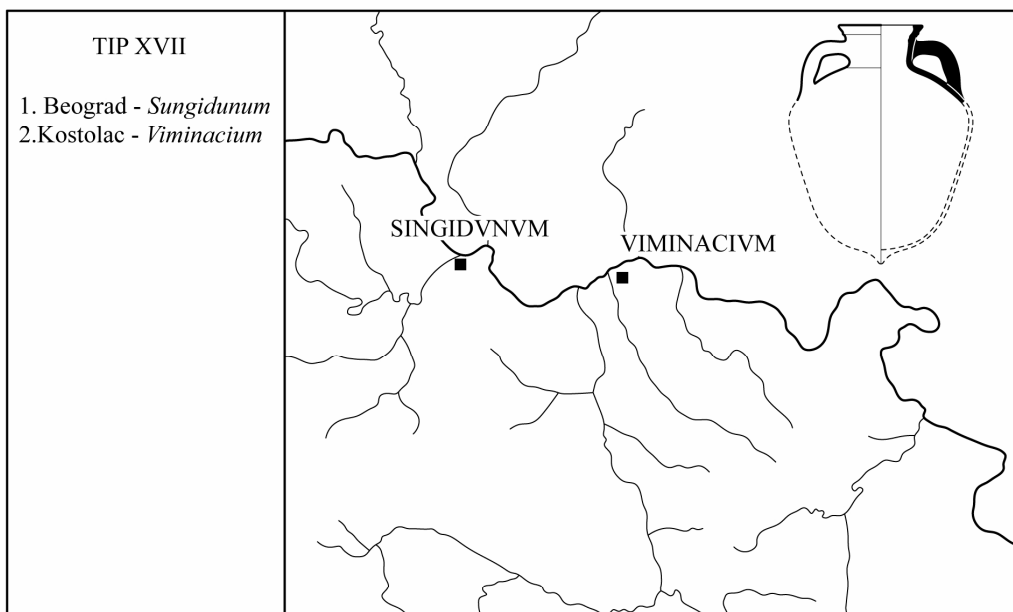 TIP XVII
1. Beograd - Sungidunum
2.Kostolac - Viminacium
SINGIDVNVM
VIMINACIVM